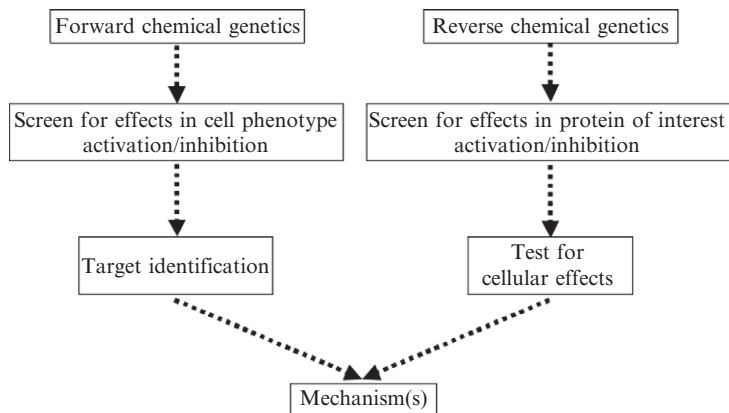 Forward chemical genetics
Reverse chemical genetics
Screen for effects in cell phenotype
activation/inhibition
Screen for effects in protein of interest
activation/inhibition
Target identification
Test for
cellular effects
Mechanism(s)